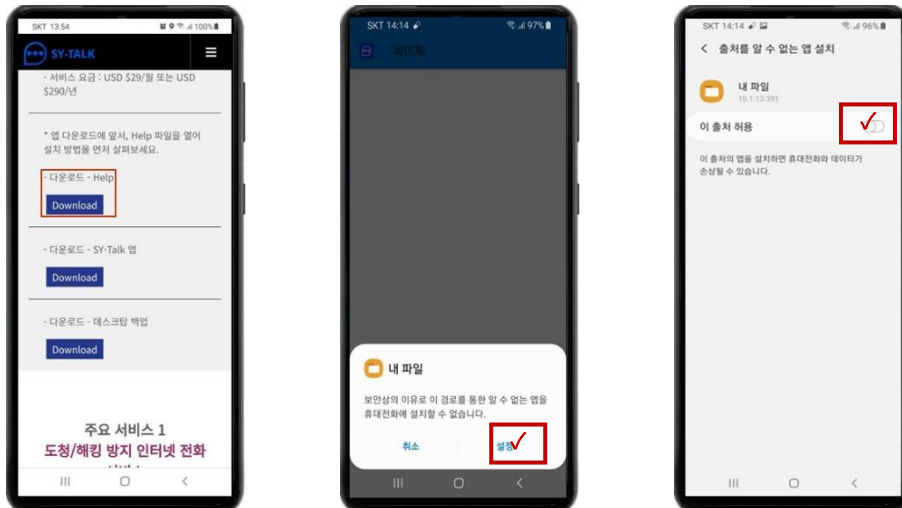 SKT 13:54
100%
SY-TALK
- 서비스 요금 : USD $29/월 또는 USD
$290/년
* 앱 다운로드에 앞서, Help 파일을 열어
설치 방법을 먼저 살펴보세요.
- 다운로드 - Help
Download
- 다운로드 - SY-Talk 앱
Download
- 다운로드 - 데스크탑 백업
Download
주요 서비스 1
도청/해킹 방지 인터넷 전화
SKT 14:14
97%
싸이톡
내 파일
보안상의 이유로 이 경로를 통한 알 수 없는 앱을
휴대전화에 설치할 수 없습니다.
취소
설정
SKT 14:14
96%
출처를 알 수 없는 앱 설치
내 파일
10.1.13.391
이 출처 허용
이 출처의 앱을 설치하면 휴대전화와 데이터가
손상될 수 있습니다.